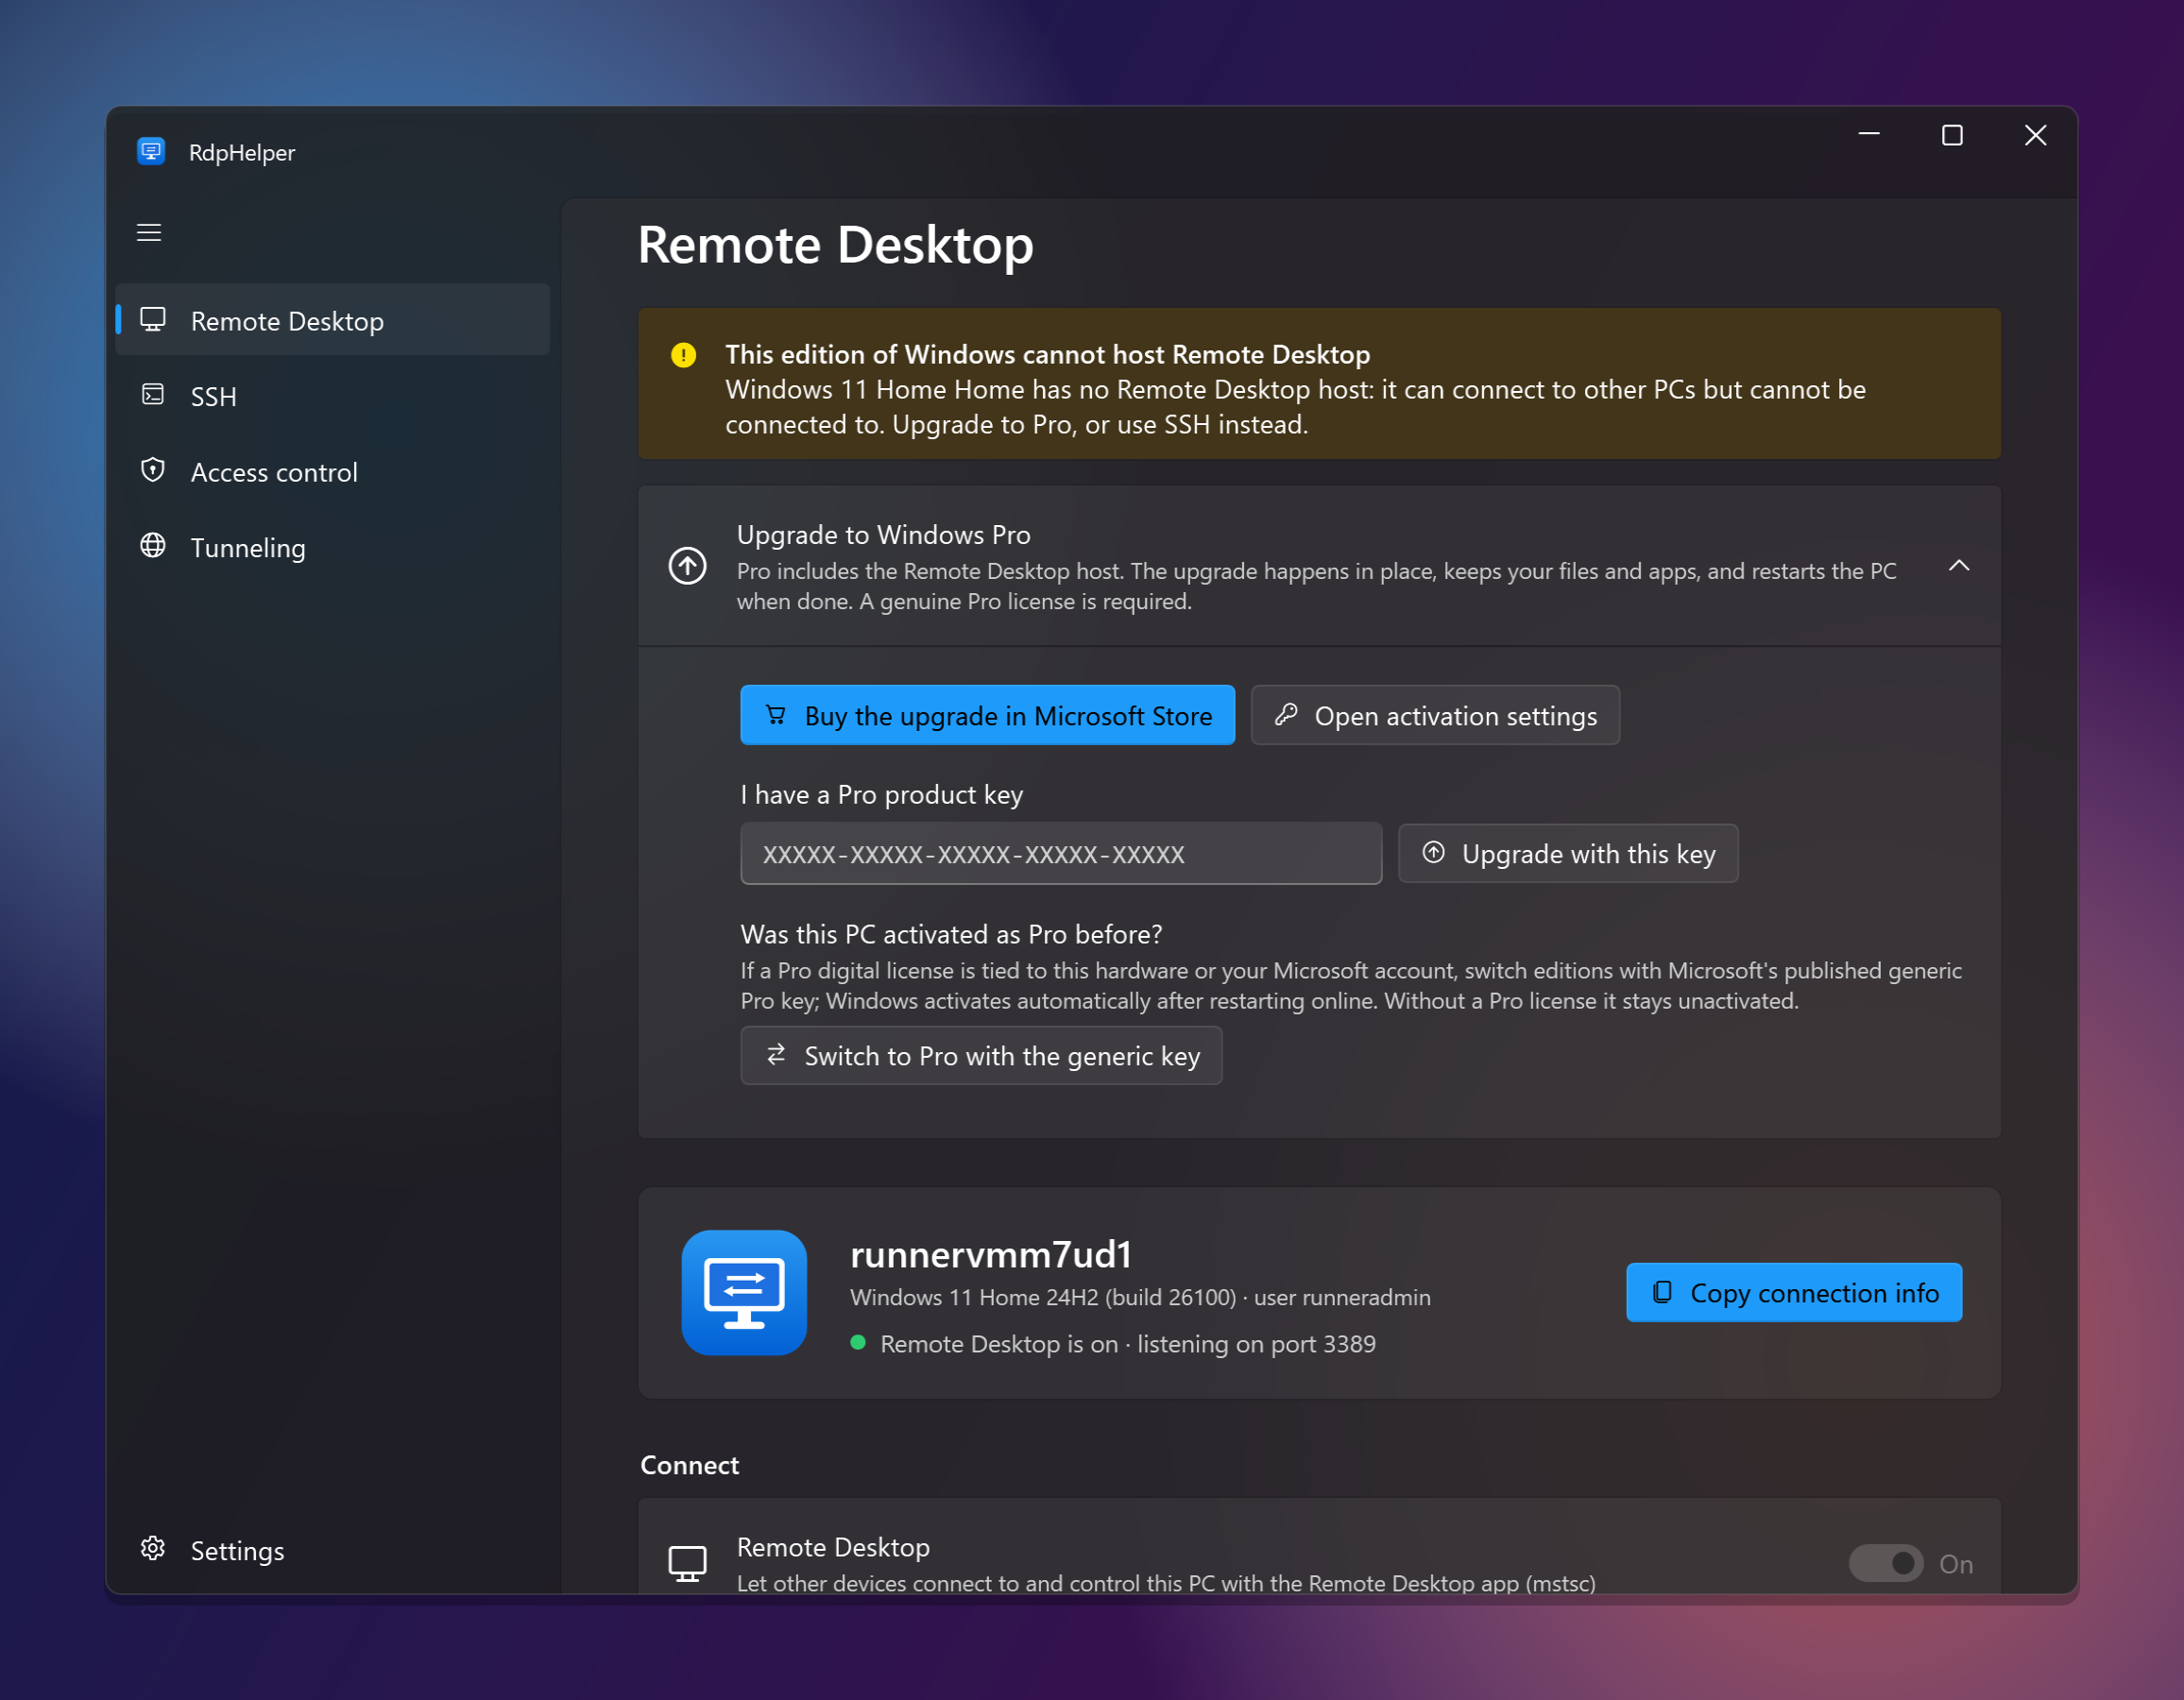 RdpHelper
Remote Desktop
SSH
Access control
Tunneling
Settings
Remote Desktop
This edition of Windows cannot host Remote Desktop
Windows 11 Home Home has no Remote Desktop host: it can connect to other PCs but cannot be
connected to. Upgrade to Pro, or use SSH instead.
Upgrade to Windows Pro
Pro includes the Remote Desktop host. The upgrade happens in place, keeps your files and apps, and restarts the PC
when done. A genuine Pro license is required.
Buy the upgrade in Microsoft Store
Open activation settings
I have a Pro product key
XXXXX-XXXXX-XXXXX-XXXXX-XXXXX
Upgrade with this key
Was this PC activated as Pro before?
If a Pro digital license is tied to this hardware or your Microsoft account, switch editions with Microsoft's published generic
Pro key; Windows activates automatically after restarting online. Without a Pro license it stays unactivated.
Switch to Pro with the generic key
runnervmm7ud1
Windows 11 Home 24H2 (build 26100) · user runneradmin
Remote Desktop is on · listening on port 3389
Copy connection info
Connect
Remote Desktop
Let other devices connect to and control this PC with the Remote Desktop app (mstsc)
On